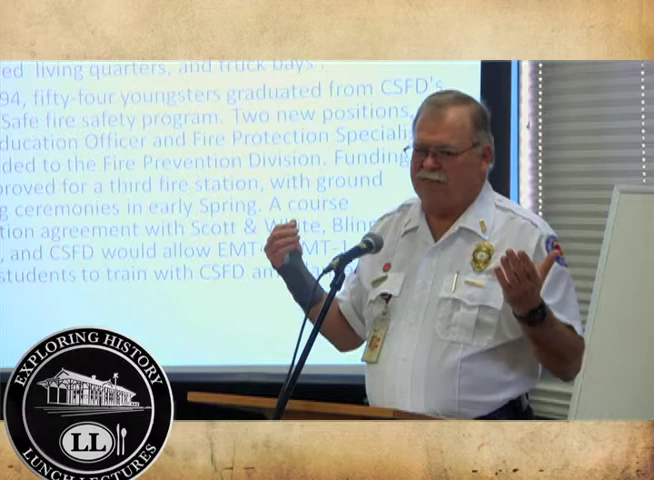 ed living quarters, and truck bays".
94, fifty-four youngsters graduated from CSFD's
Safe fire safety program. Two new positions,
ducation Officer and Fire Protection Speciali
ded to the Fire Prevention Division. Funding
proved for a third fire station, with ground
g ceremonies in early Spring. A course
tion agreement with Scott & White, Blinn
, and CSFD would allow EMT-
students to train with CSFD an
EXPLORING HISTORY
LL
LUNCH LECTURES